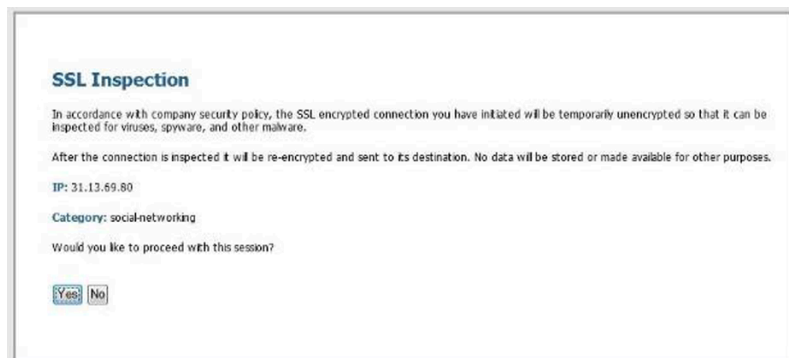 SSL Inspection
In accordance with company security policy, the SSL encrypted connection you have initiated will be temporarily unencrypted so that it can be
inspected for viruses, spyware, and other malware.
After the connection is inspected it will be re-encrypted and sent to its destination. No data will be stored or made available for other purposes.
IP: 31.13.69.80
Category: social-networking
Would you like to proceed with this session?
Yes No